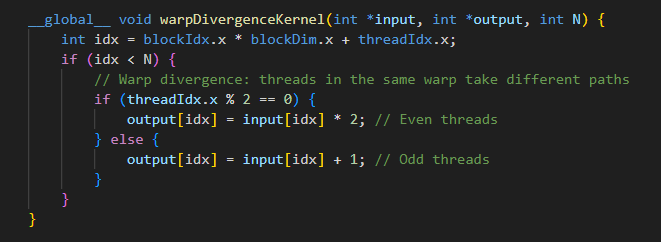 __global__ void warpDivergenceKernel(int *input, int *output, int N) {
    int idx = blockIdx.x * blockDim.x + threadIdx.x;
    if (idx < N) {
        // Warp divergence: threads in the same warp take different paths
        if (threadIdx.x % 2 == 0) {
            output[idx] = input[idx] * 2; // Even threads
        } else {
            output[idx] = input[idx] + 1; // Odd threads
        }
    }
}